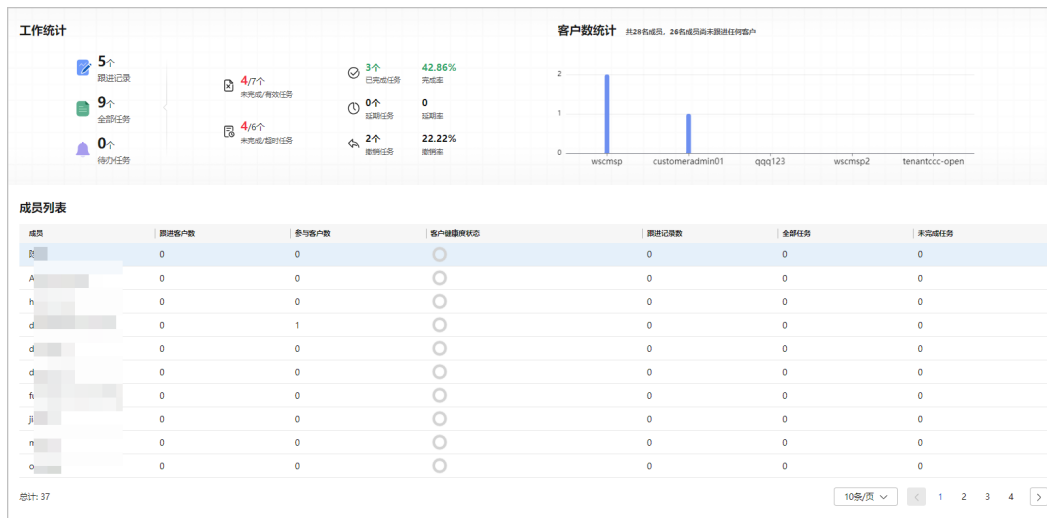 工作统计
5个
跟进记录
9个
全部任务
0个
待办任务
4/7个
未完成/有效任务
4/6个
未完成/超时任务
3个 42.86%
已完成任务 完成率
0个 0
延期任务 延期率
2个 22.22%
撤销任务 撤销率
客户数统计 共28名成员，26名成员尚未跟进任何客户
2
1
0
wscmsp customeradmin01 qqq123 wscmsp2 tenantccc-open
成员列表
成员 跟进客户数 参与客户数 客户健康度状态 跟进记录数 全部任务 未完成任务
0 0 0 0 0
A 0 0 0 0 0
h 0 0 0 0 0
d 0 1 0 0 0
d 0 0 0 0 0
d 0 0 0 0 0
fu 0 0 0 0 0
ji 0 0 0 0 0
m 0 0 0 0 0
o 0 0 0 0 0
总计: 37
10条/页 < 1 2 3 4 >